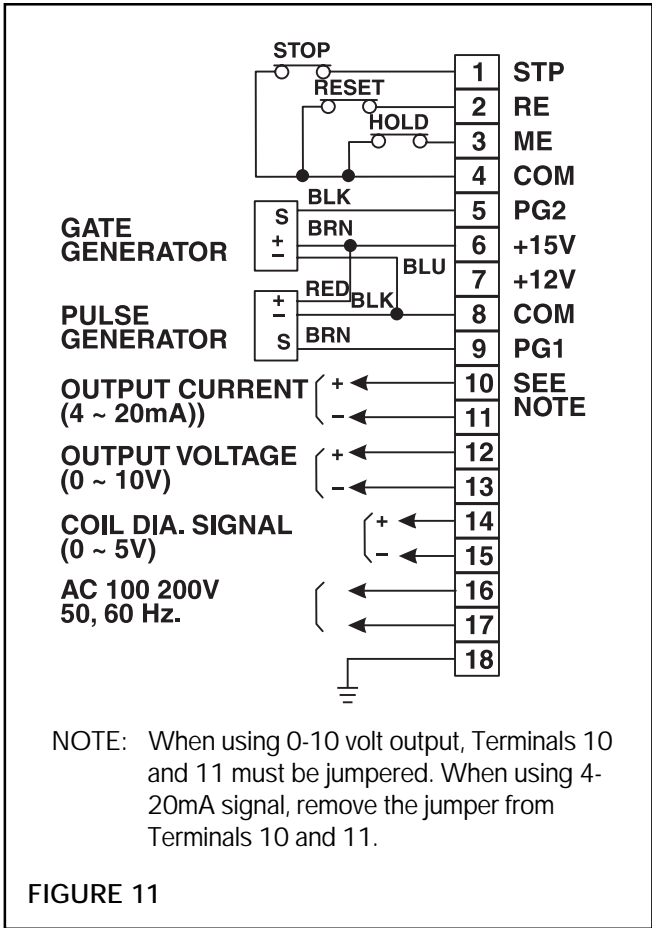 STOP
1 STP
RESET
2 RE
HOLD
3 ME
4 COM
BLK
GATE GENERATOR
S
5 PG2
BRN
+
6 +15V
−
BLU
7 +12V
RED
BLK
PULSE GENERATOR
+
−
8 COM
S
BRN
9 PG1
OUTPUT CURRENT
(4 ~ 20mA))
+
10 SEE
−
11 NOTE
OUTPUT VOLTAGE
(0 ~ 10V)
+
12
−
13
COIL DIA. SIGNAL
(0 ~ 5V)
+
14
−
15
AC 100 200V
50, 60 Hz.
16
17
18
NOTE: When using 0-10 volt output, Terminals 10
and 11 must be jumpered. When using 4-
20mA signal, remove the jumper from
Terminals 10 and 11.
FIGURE 11